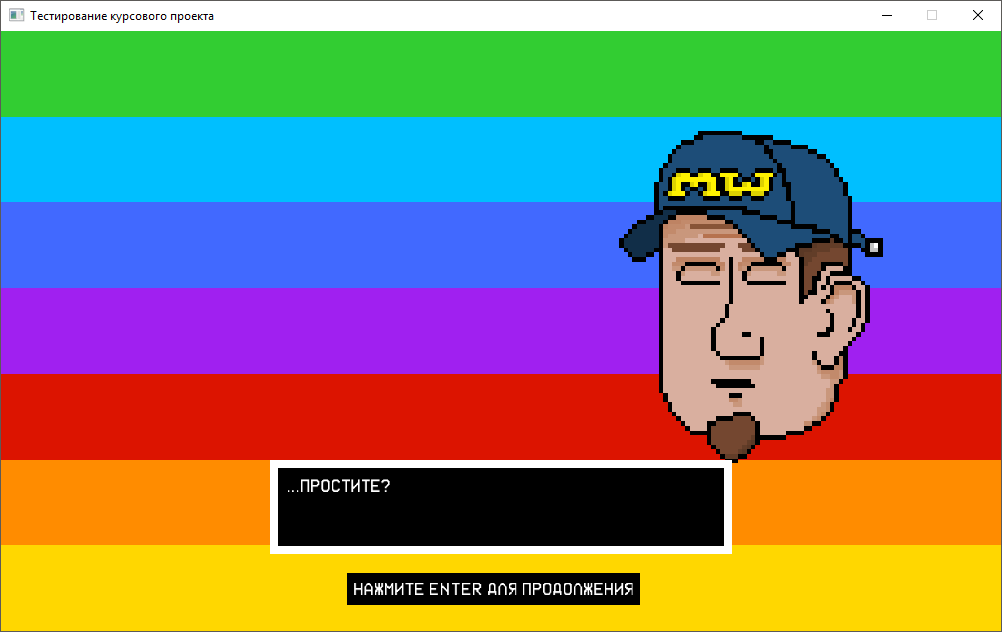 Тестирование курсового проекта
MW
...ПРОСТИТЕ?
НАЖМИТЕ ENTER ДЛЯ ПРОДОЛЖЕНИЯ